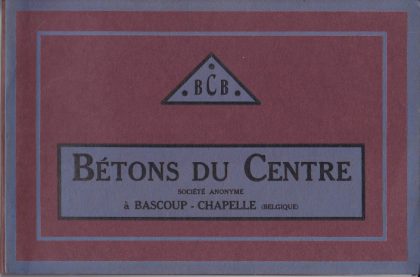 BCB
BÉTONS DU CENTRE
SOCIÉTÉ ANONYME
à BASCOUP - CHAPELLE (BELGIQUE)